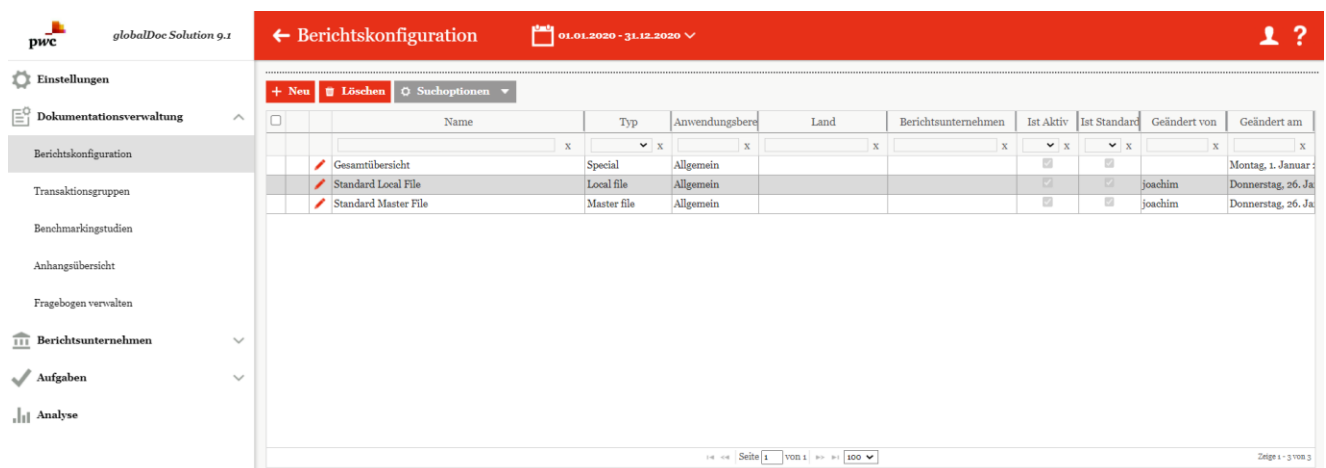 pwc globalDoc Solution 9.1
Berichtskonfiguration 01.01.2020 - 31.12.2020 ?
Einstellungen
Dokumentationsverwaltung
Berichtskonfiguration
Transaktionsgruppen
Benchmarkingstudien
Anhangsübersicht
Fragebogen verwalten
Berichtsunternehmen
Aufgaben
Analyse
+ Neu Löschen Suchoptionen
Name Typ Anwendungsbere Land Berichtsunternehmen Ist Aktiv Ist Standard Geändert von Geändert am
x x x x x x x x x
Gesamtübersicht Special Allgemein Montag, 1. Januar
Standard Local File Local file Allgemein joachim Donnerstag, 26. Ja
Standard Master File Master file Allgemein joachim Donnerstag, 26. Ja
Seite 1 von 1 100 Zeige 1 - 3 von 3